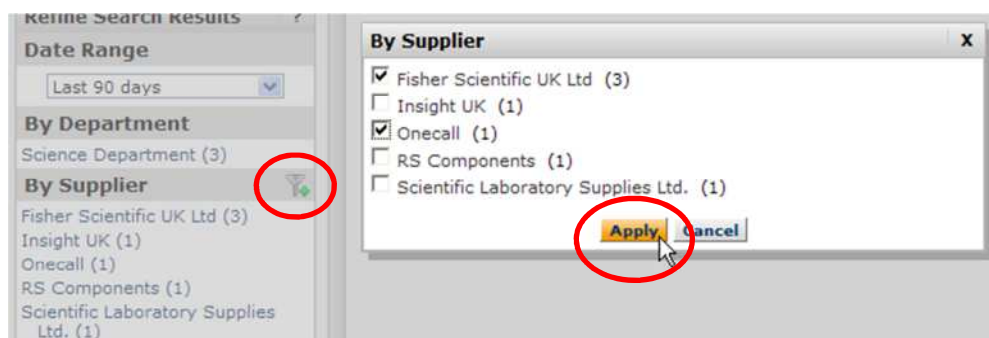 Refine Search Results ?
Date Range
Last 90 days
By Department
Science Department (3)
By Supplier
Fisher Scientific UK Ltd (3)
Insight UK (1)
Onecall (1)
RS Components (1)
Scientific Laboratory Supplies
Ltd. (1)
By Supplier X
Fisher Scientific UK Ltd (3)
Insight UK (1)
Onecall (1)
RS Components (1)
Scientific Laboratory Supplies Ltd. (1)
Apply Cancel